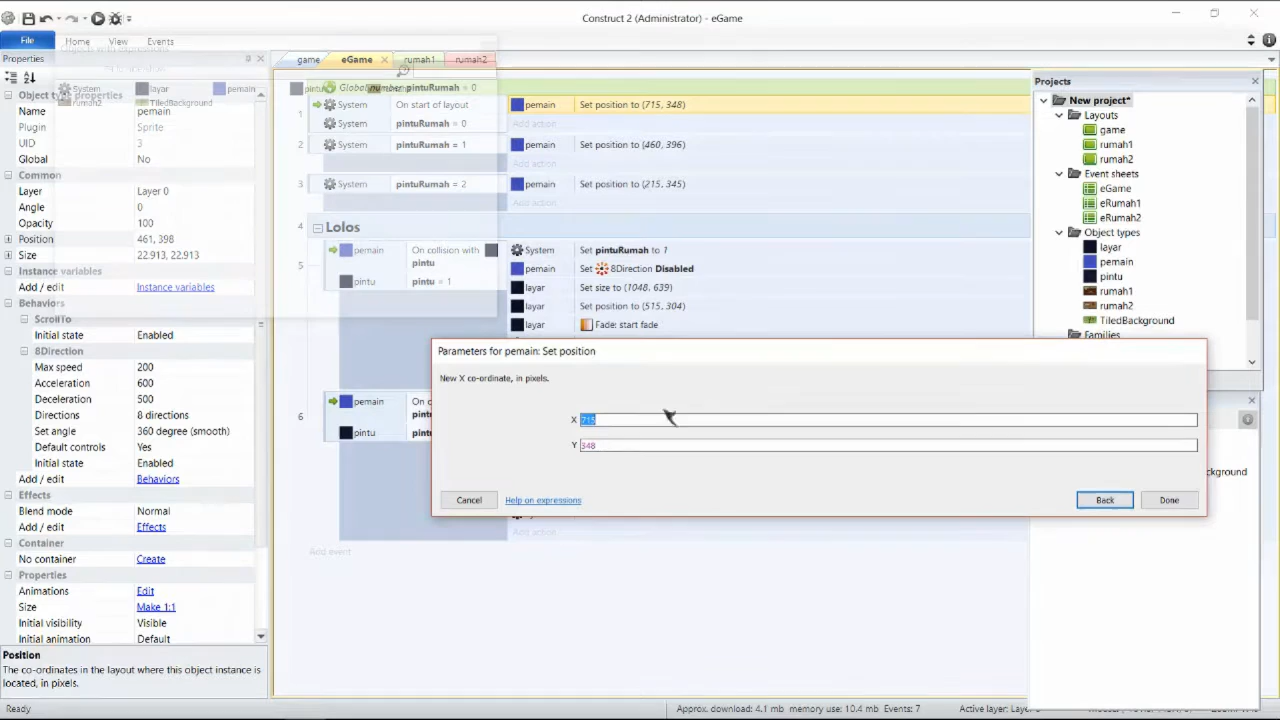 Construct 2 (Administrator) - eGame
File
Home
View
Events
Properties
game
eGame
rumah1
rumah2
Projects
Object type properties
Name
pemain
Plugin
Sprite
UID
3
Global
No
Common
Layer
Layer 0
Angle
0
Opacity
100
Position
461, 398
Size
22.913, 22.913
Instance variables
Add / edit
Instance variables
Behaviors
ScrollTo
Initial state
Enabled
8Direction
Max speed
200
Acceleration
600
Deceleration
500
Directions
8 directions
Set angle
360 degree (smooth)
Default controls
Yes
Initial state
Enabled
Add / edit
Behaviors
Effects
Blend mode
Normal
Add / edit
Effects
Container
No container
Create
Properties
Animations
Edit
Size
Make 1:1
Initial visibility
Visible
Initial animation
Default
Position
The co-ordinates in the layout where this object instance is
located, in pixels.
System
layar
pemain
rumah2
TiledBackground
pintuRumah = 0
1
System
On start of layout
pemain
Set position to (715, 348)
System
pintuRumah = 0
Add action
2
System
pintuRumah = 1
pemain
Set position to (460, 396)
Add action
3
System
pintuRumah = 2
pemain
Set position to (215, 345)
Add action
4
Lolos
5
pemain
On collision with
pintu
pintu
pintu = 1
System
Set pintuRumah to 1
pemain
Set 8Direction Disabled
layar
Set size to (1048, 639)
layar
Set position to (515, 304)
layar
Fade: start fade
6
pemain
pintu
Add action
Add event
Parameters for pemain: Set position
New X co-ordinate, in pixels.
X
715
Y
348
Cancel
Help on expressions
Back
Done
New project*
Layouts
game
rumah1
rumah2
Event sheets
eGame
eRumah1
eRumah2
Object types
layar
pemain
pintu
rumah1
rumah2
TiledBackground
Families
Ready
Approx. download: 4.1 mb
memory use: 10.4 mb
Events: 7